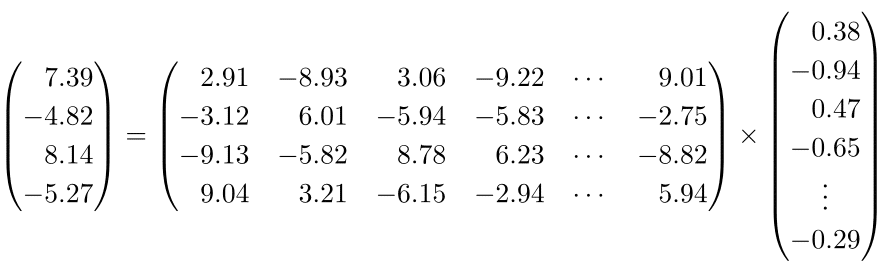 7.39 = 2.91 −8.93 3.06 −9.22 ⋯ 9.01 × 0.38
−4.82 −3.12 6.01 −5.94 −5.83 ⋯ −2.75 −0.94
8.14 −9.13 −5.82 8.78 6.23 ⋯ −8.82 0.47
−5.27 9.04 3.21 −6.15 −2.94 ⋯ 5.94 −0.65
⋮
−0.29